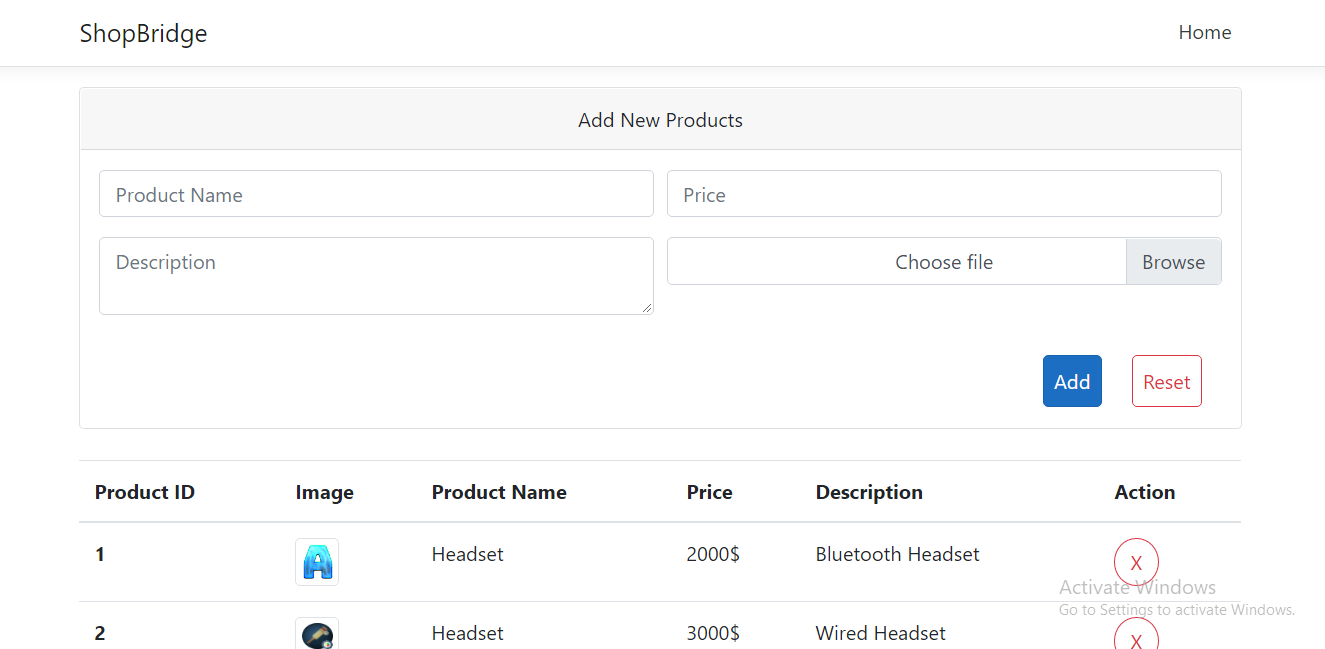 ShopBridge Home
Add New Products
Product Name Price
Description Choose file Browse
Add Reset
Product ID Image Product Name Price Description Action
1 A Headset 2000$ Bluetooth Headset X
Activate Windows
Go to Settings to activate Windows.
2 Headset 3000$ Wired Headset X